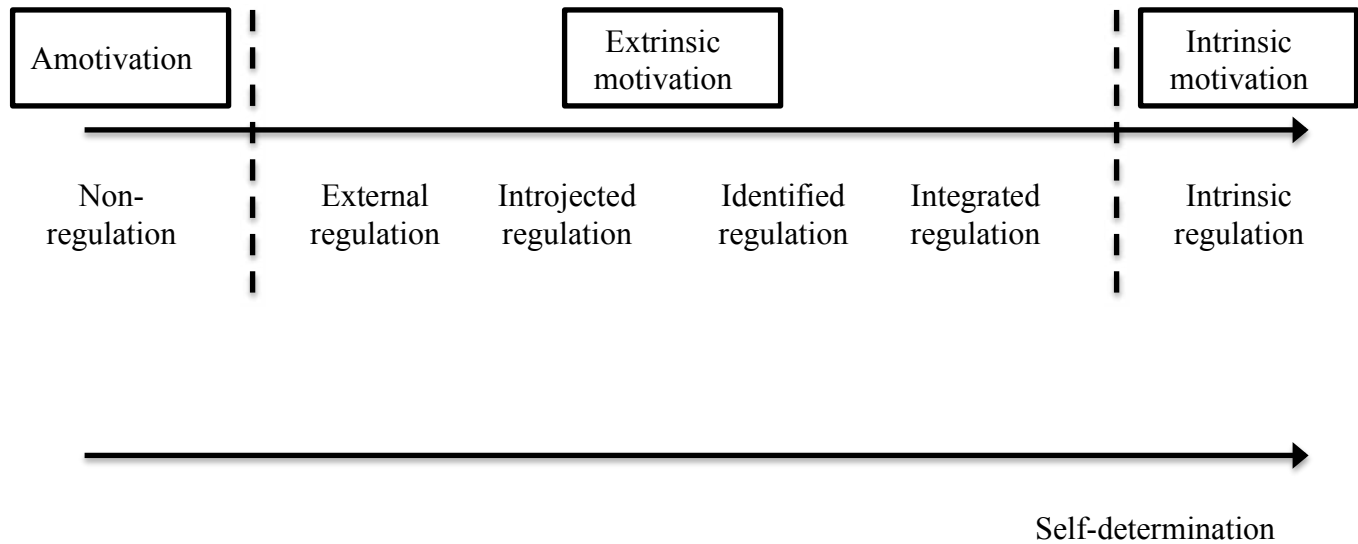 Amotivation
Extrinsic
motivation
Intrinsic
motivation
Non-
regulation
External
regulation
Introjected
regulation
Identified
regulation
Integrated
regulation
Intrinsic
regulation
Self-determination